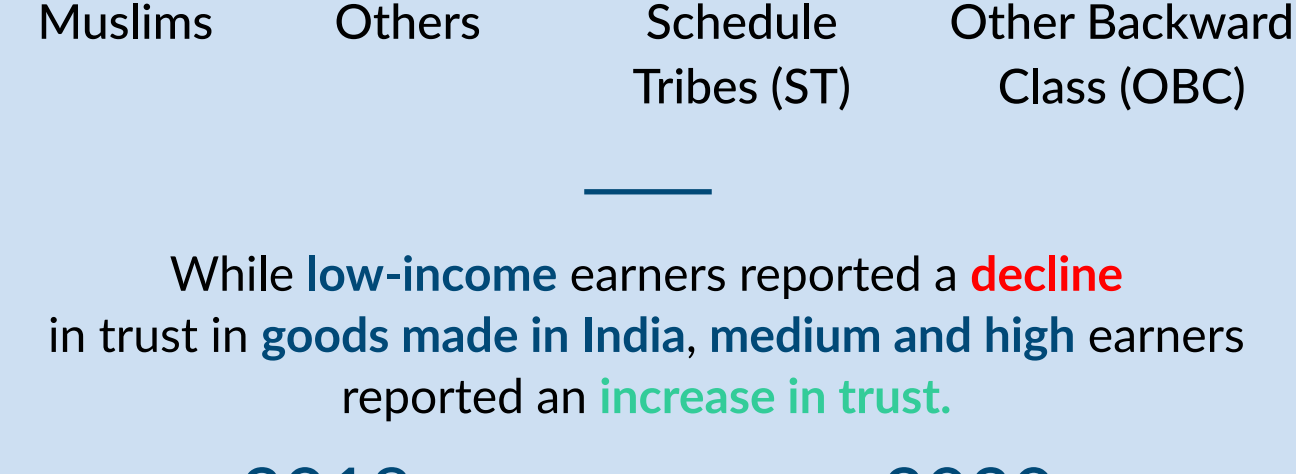 Muslims Others Schedule Other Backward
Tribes (ST) Class (OBC)
While low-income earners reported a decline
in trust in goods made in India, medium and high earners
reported an increase in trust.